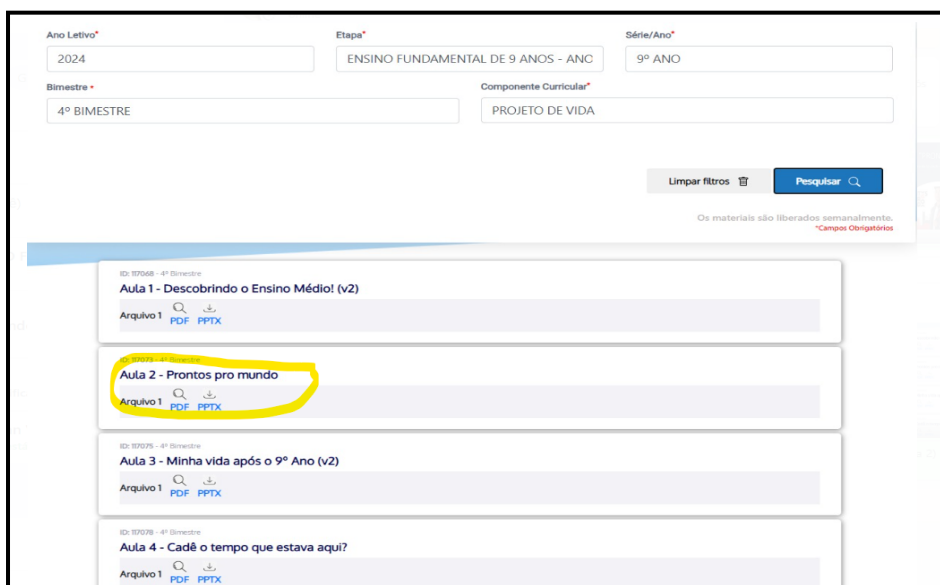 Ano Letivo* Etapa* Série/Ano*
2024 ENSINO FUNDAMENTAL DE 9 ANOS - ANO 9º ANO
Bimestre • Componente Curricular*
4º BIMESTRE PROJETO DE VIDA
Limpar filtros Pesquisar
Os materiais são liberados semanalmente.
*Campos Obrigatórios
ID: 117068 - 4º Bimestre
Aula 1 - Descobrindo o Ensino Médio! (v2)
Arquivo 1 PDF PPTX
ID: 117073 - 4º Bimestre
Aula 2 - Prontos pro mundo
Arquivo 1 PDF PPTX
ID: 117075 - 4º Bimestre
Aula 3 - Minha vida após o 9º Ano (v2)
Arquivo 1 PDF PPTX
ID: 117078 - 4º Bimestre
Aula 4 - Cadê o tempo que estava aqui?
Arquivo 1 PDF PPTX